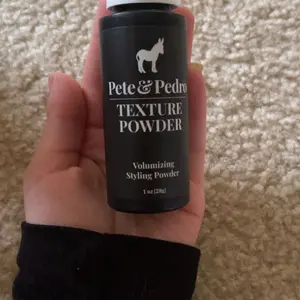 Pete & Pedro
TEXTURE
POWDER
Volumizing
Styling Powder
1 oz (28g)